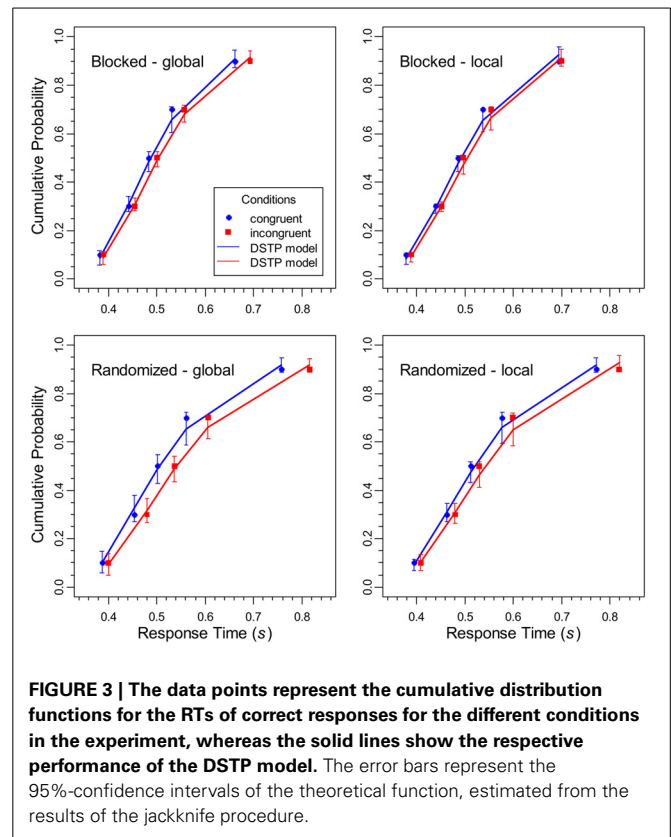 Blocked - global
Blocked - local
Cumulative Probability
0.0 0.2 0.4 0.6 0.8 1.0
0.0 0.2 0.4 0.6 0.8 1.0
Conditions
congruent
incongruent
DSTP model
DSTP model
0.4 0.5 0.6 0.7 0.8
0.4 0.5 0.6 0.7 0.8
Randomized - global
Randomized - local
Cumulative Probability
0.0 0.2 0.4 0.6 0.8 1.0
0.0 0.2 0.4 0.6 0.8 1.0
0.4 0.5 0.6 0.7 0.8
0.4 0.5 0.6 0.7 0.8
Response Time (s)
Response Time (s)
FIGURE 3 | The data points represent the cumulative distribution
functions for the RTs of correct responses for the different conditions
in the experiment, whereas the solid lines show the respective
performance of the DSTP model. The error bars represent the
95%-confidence intervals of the theoretical function, estimated from the
results of the jackknife procedure.